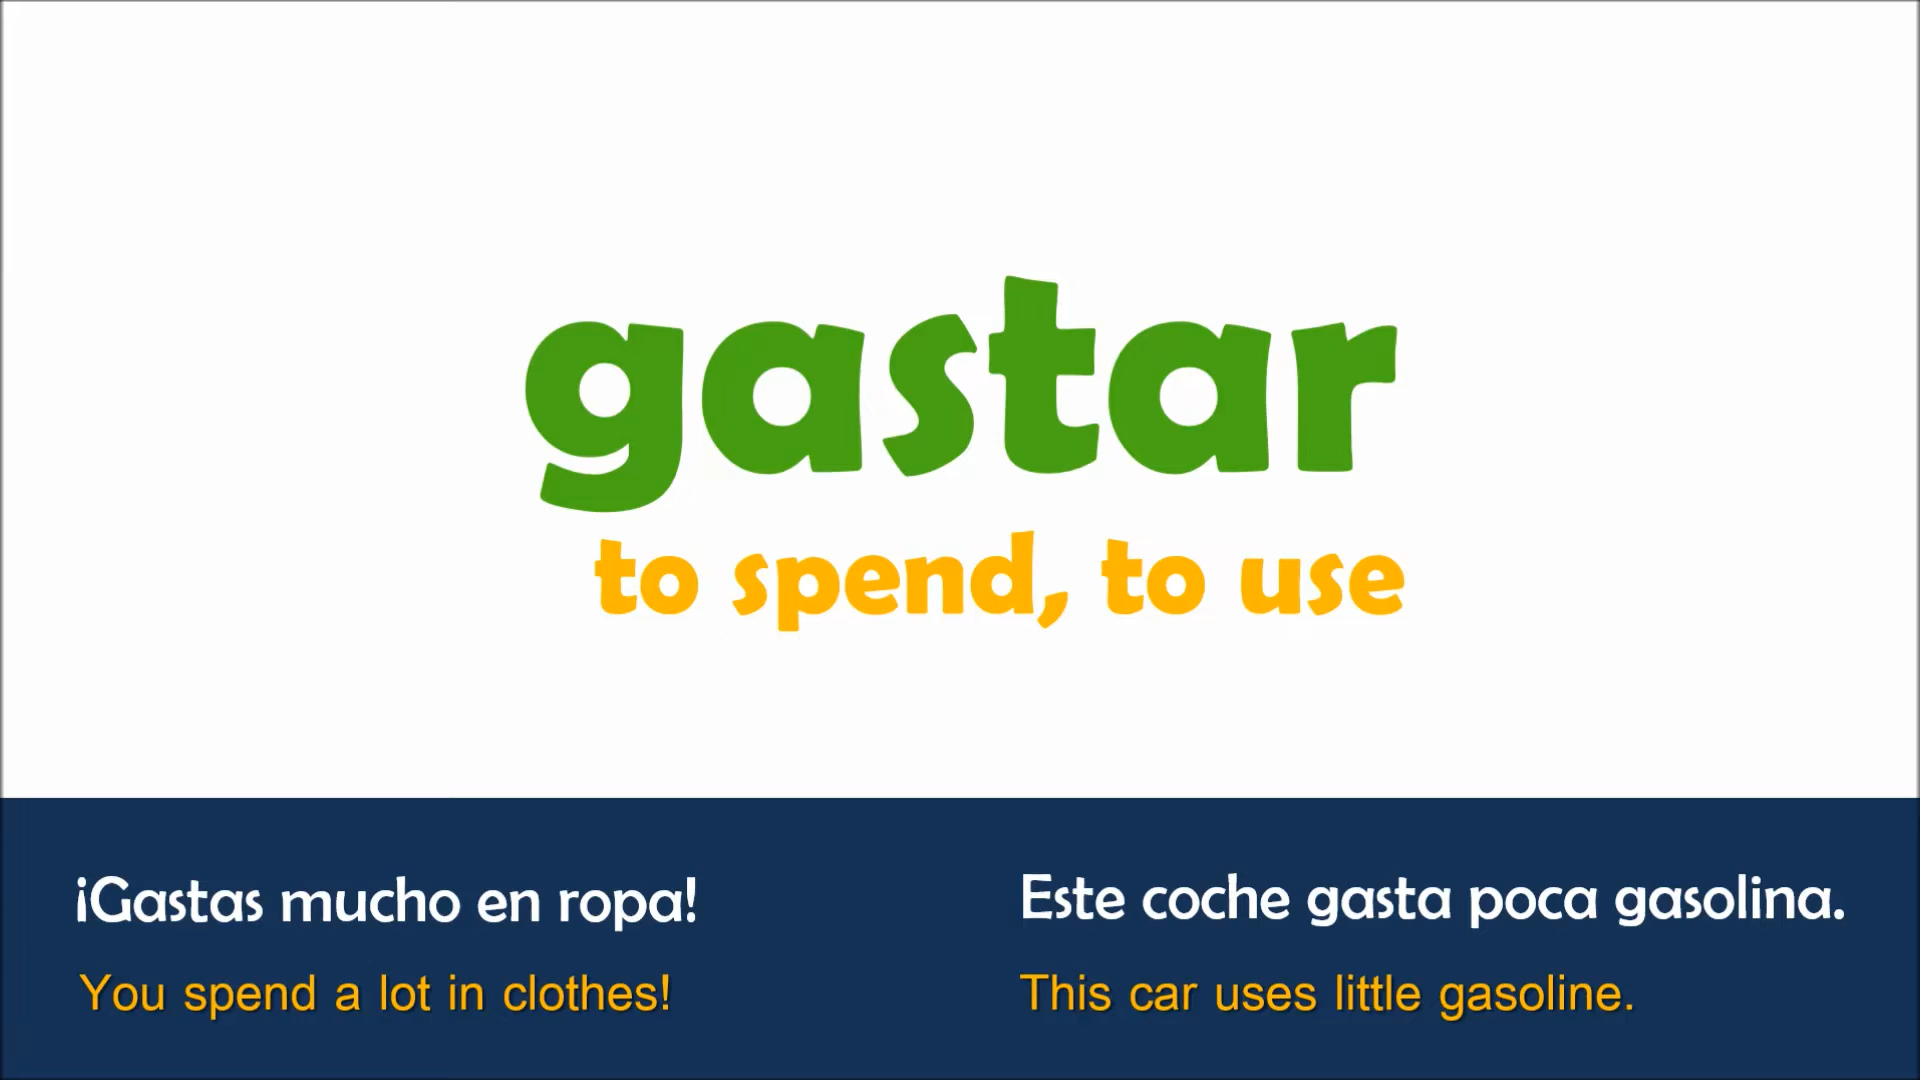 gastar
to spend, to use
¡Gastas mucho en ropa!
You spend a lot in clothes!
Este coche gasta poca gasolina.
This car uses little gasoline.